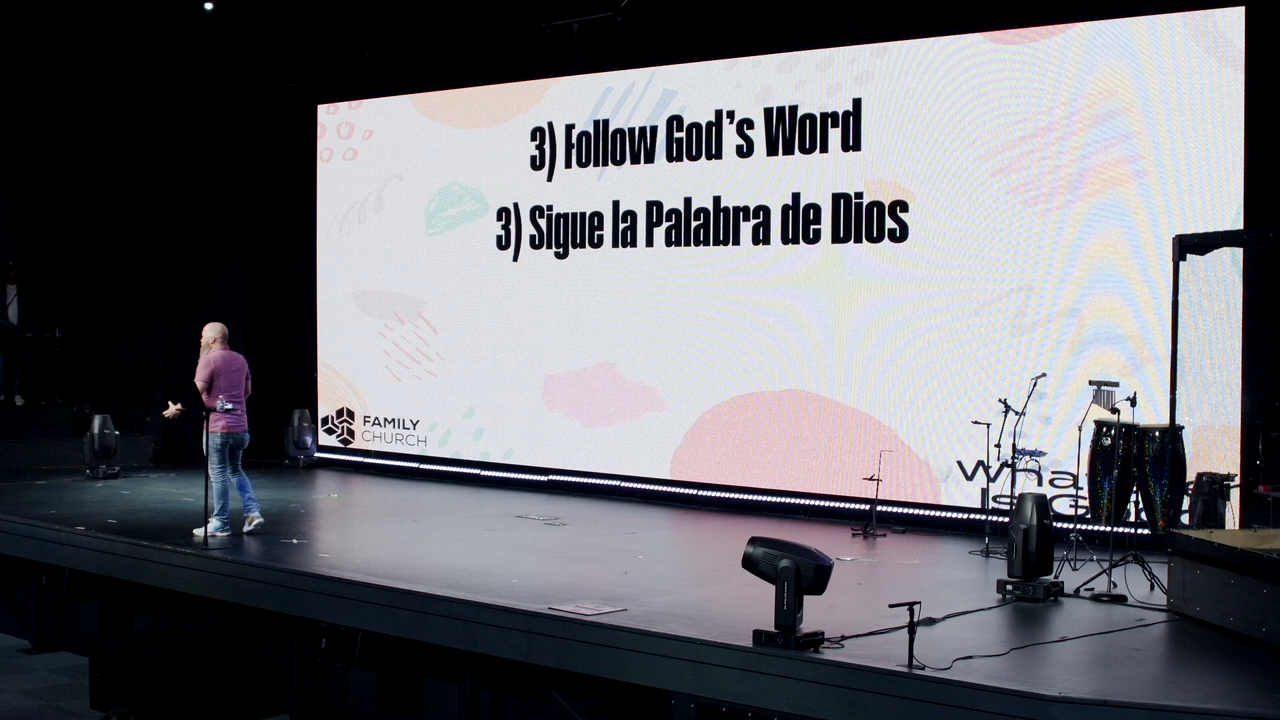 3) Follow God's Word
3) Sigue la Palabra de Dios
FAMILY
CHURCH